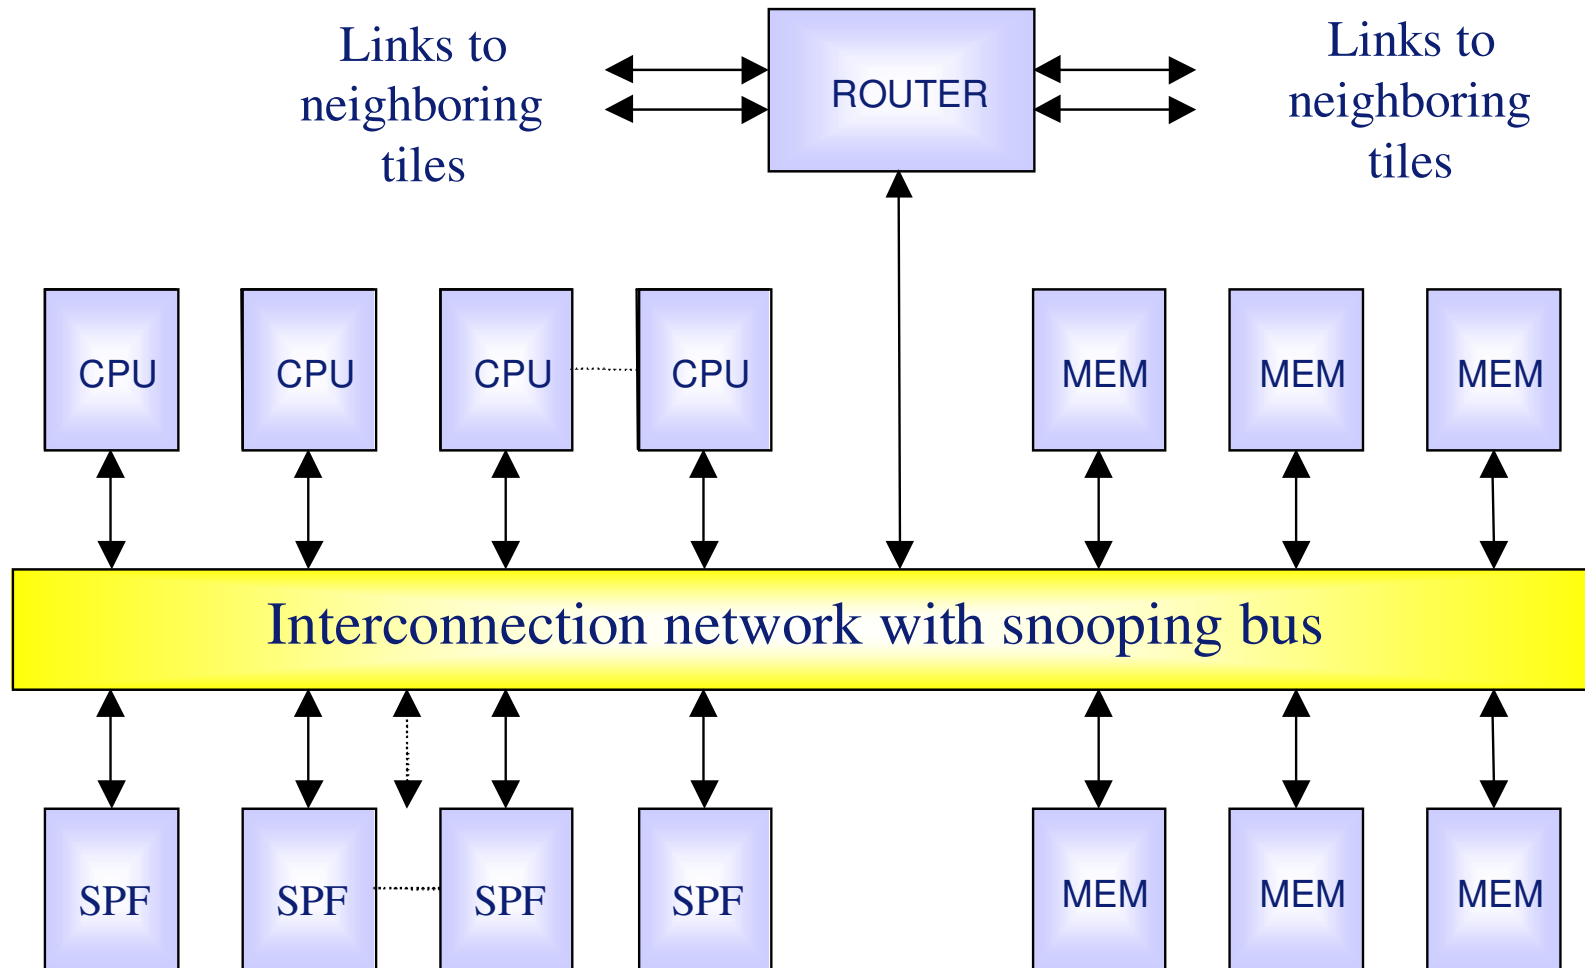 Links to
neighboring
tiles
ROUTER
Links to
neighboring
tiles
CPU CPU CPU CPU MEM MEM MEM
Interconnection network with snooping bus
SPF SPF SPF SPF MEM MEM MEM